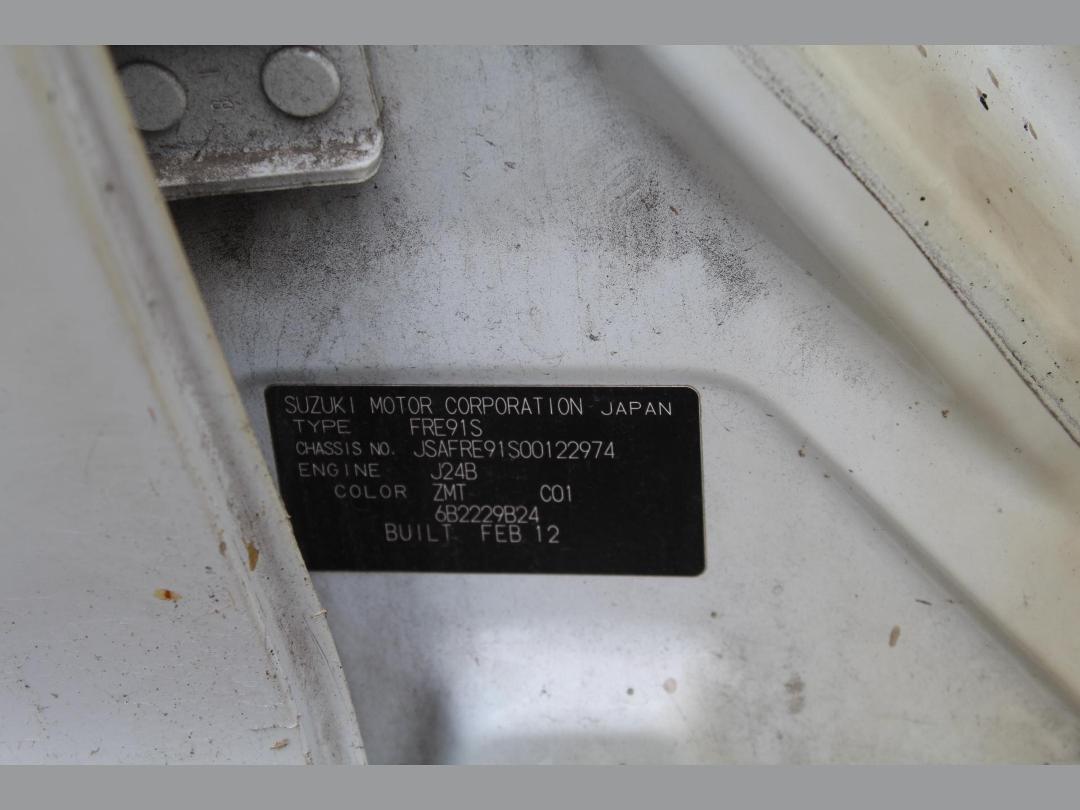 SUZUKI MOTOR CORPORATION JAPAN
TYPE FRE91S
CHASSIS NO. JSAFRE91S00122974
ENGINE J24B
COLOR ZMT C01
6B2229B24
BUILT FEB 12